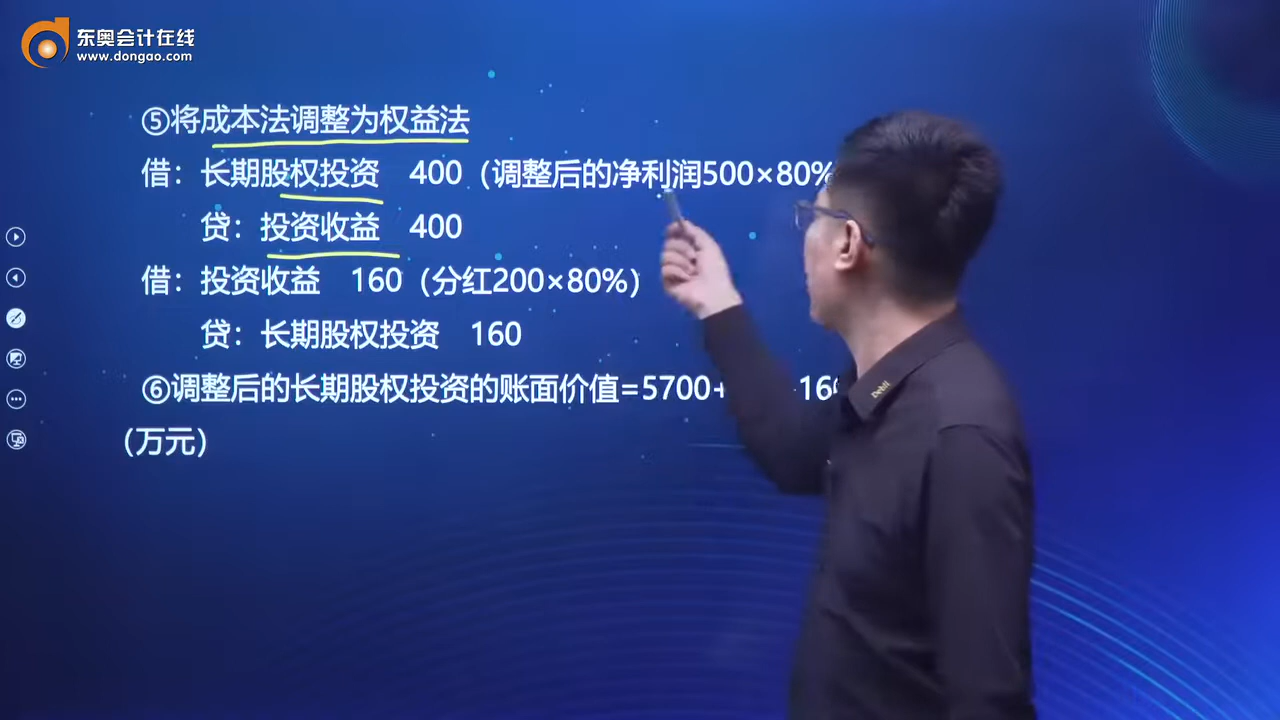 东奥会计在线
www.dongao.com
⑤将成本法调整为权益法
借：长期股权投资 400（调整后的净利润500×80%
贷：投资收益 400
借：投资收益 160（分红200×80%）
贷：长期股权投资 160
⑥调整后的长期股权投资的账面价值=5700+ 16
（万元）